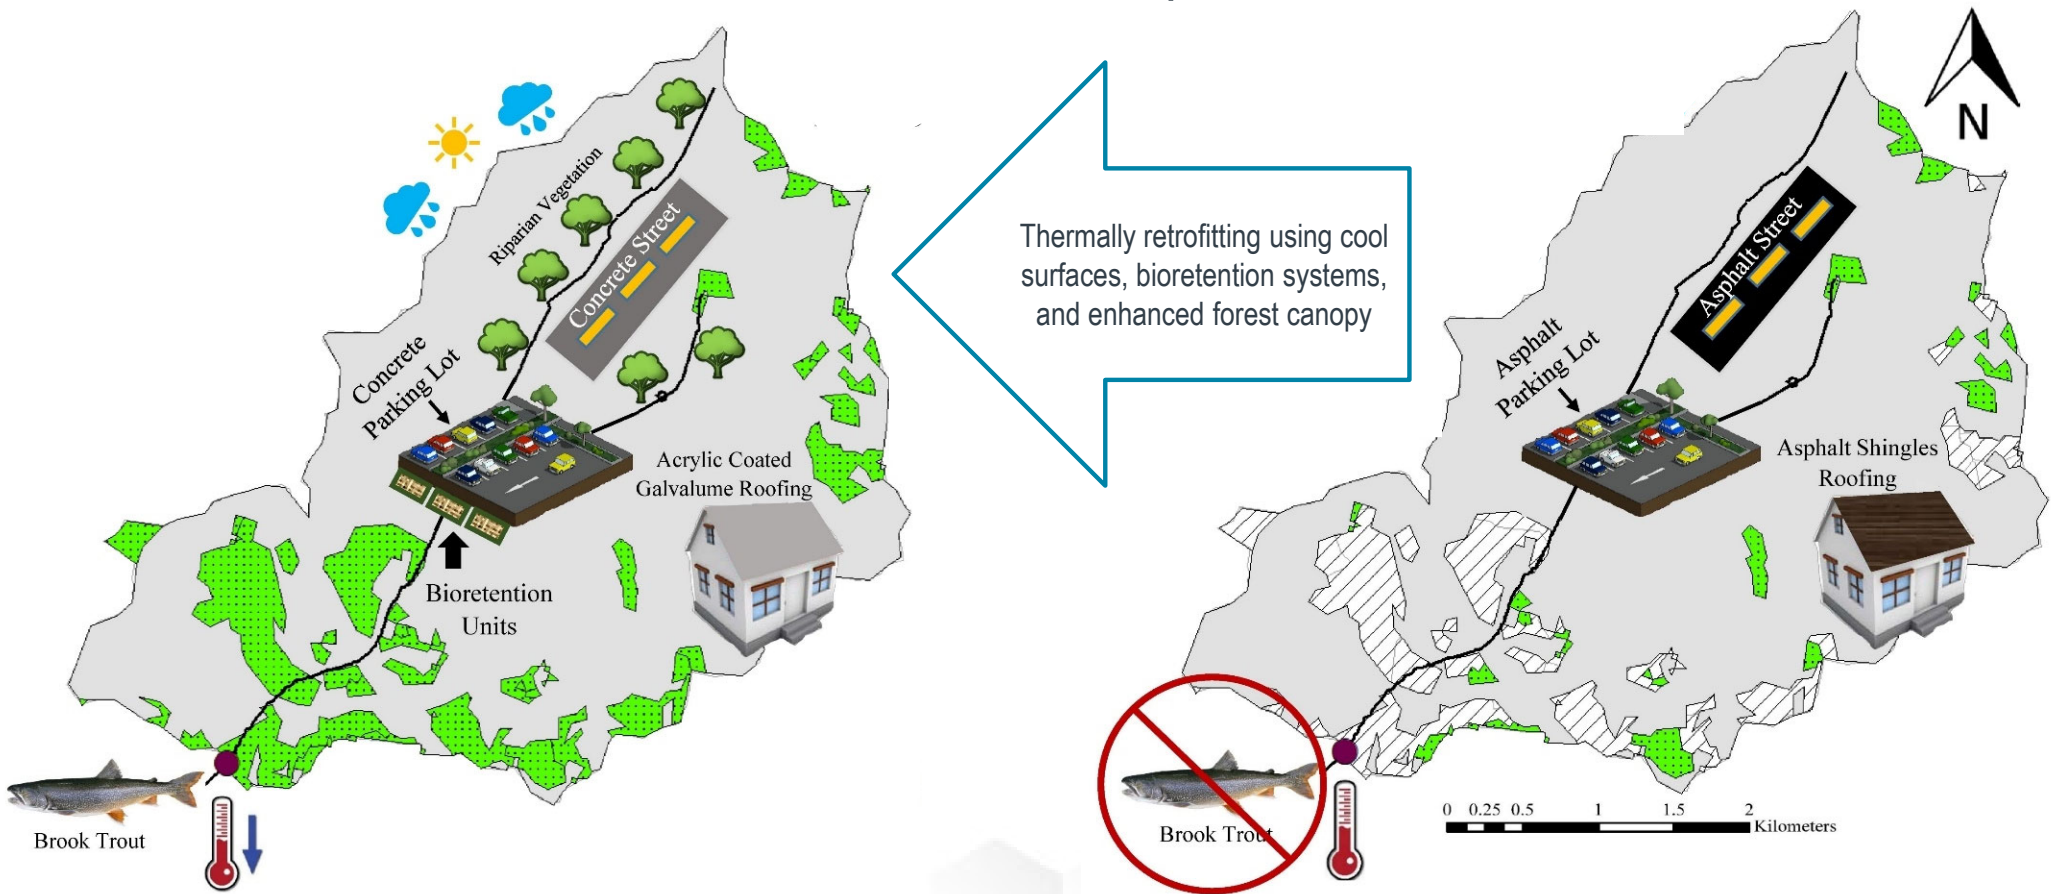 Riparian Vegetation
Concrete Street
Concrete
Parking Lot
Acrylic Coated
Galvalume Roofing
Bioretention
Units
Brook Trout
Thermally retrofitting using cool
surfaces, bioretention systems,
and enhanced forest canopy
N
Asphalt Street
Asphalt
Parking Lot
Asphalt Shingles
Roofing
Brook Trout
0 0.25 0.5 1 1.5 2
Kilometers